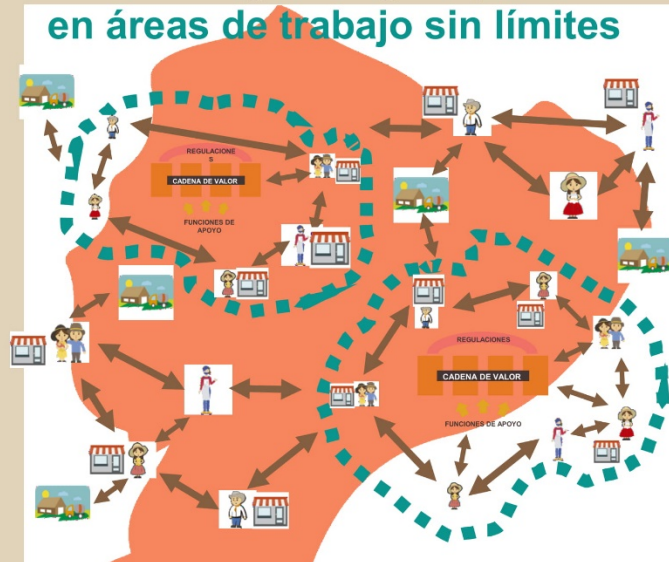 en áreas de trabajo sin límites
REGULACIONE
S
CADENA DE VALOR
FUNCIONES DE
APOYO
REGULACIONES
CADENA DE VALOR
FUNCIONES DE APOYO